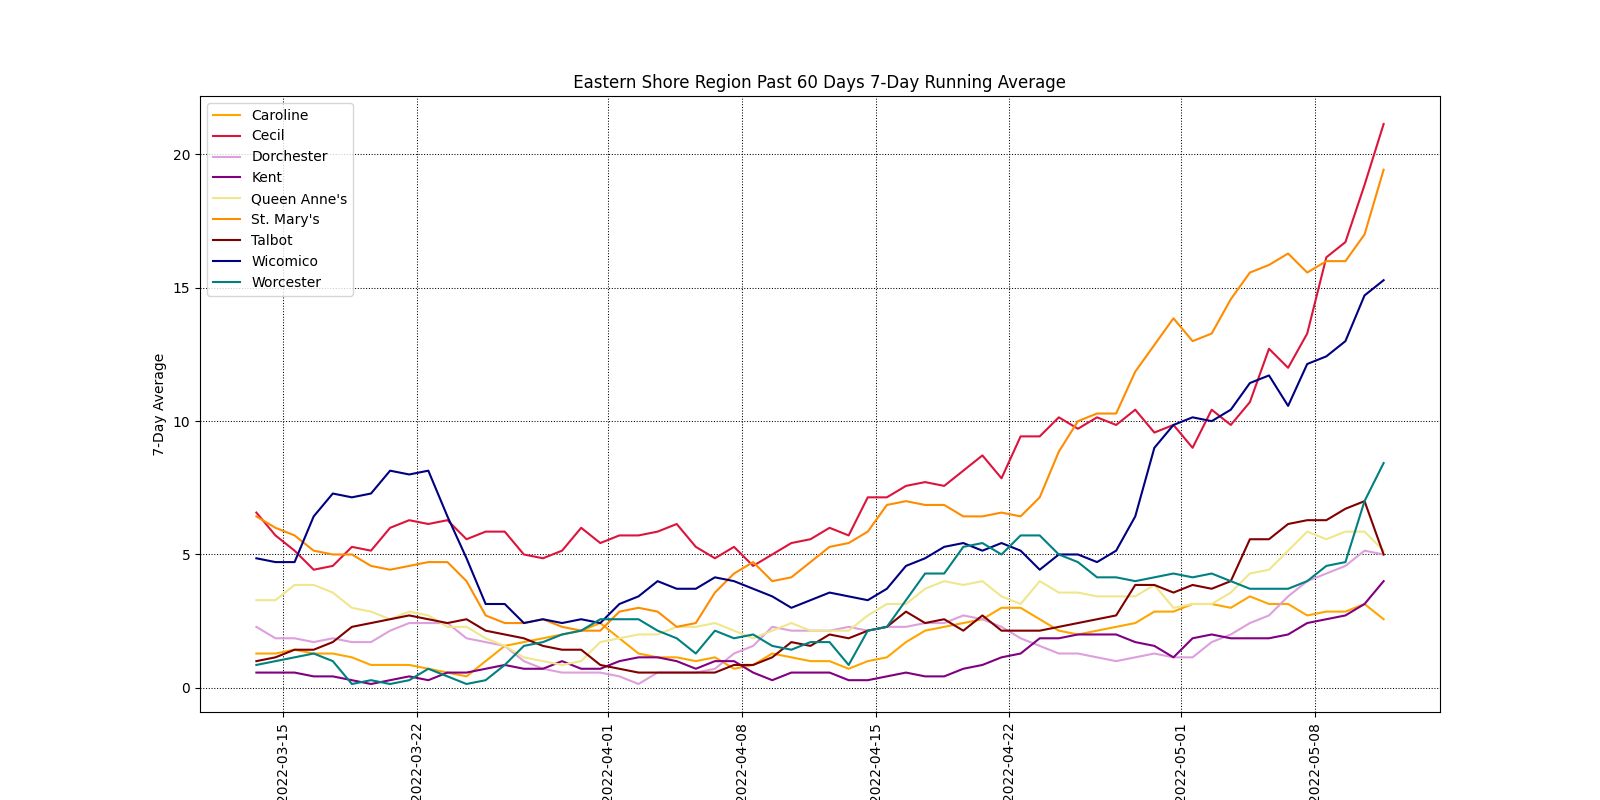 Eastern Shore Region Past 60 Days 7-Day Running Average
Caroline
Cecil
Dorchester
Kent
Queen Anne's
St. Mary's
Talbot
Wicomico
Worcester
20
15
10
5
0
7-Day Average
2022-03-15
2022-03-22
2022-04-01
2022-04-08
2022-04-15
2022-04-22
2022-05-01
2022-05-08